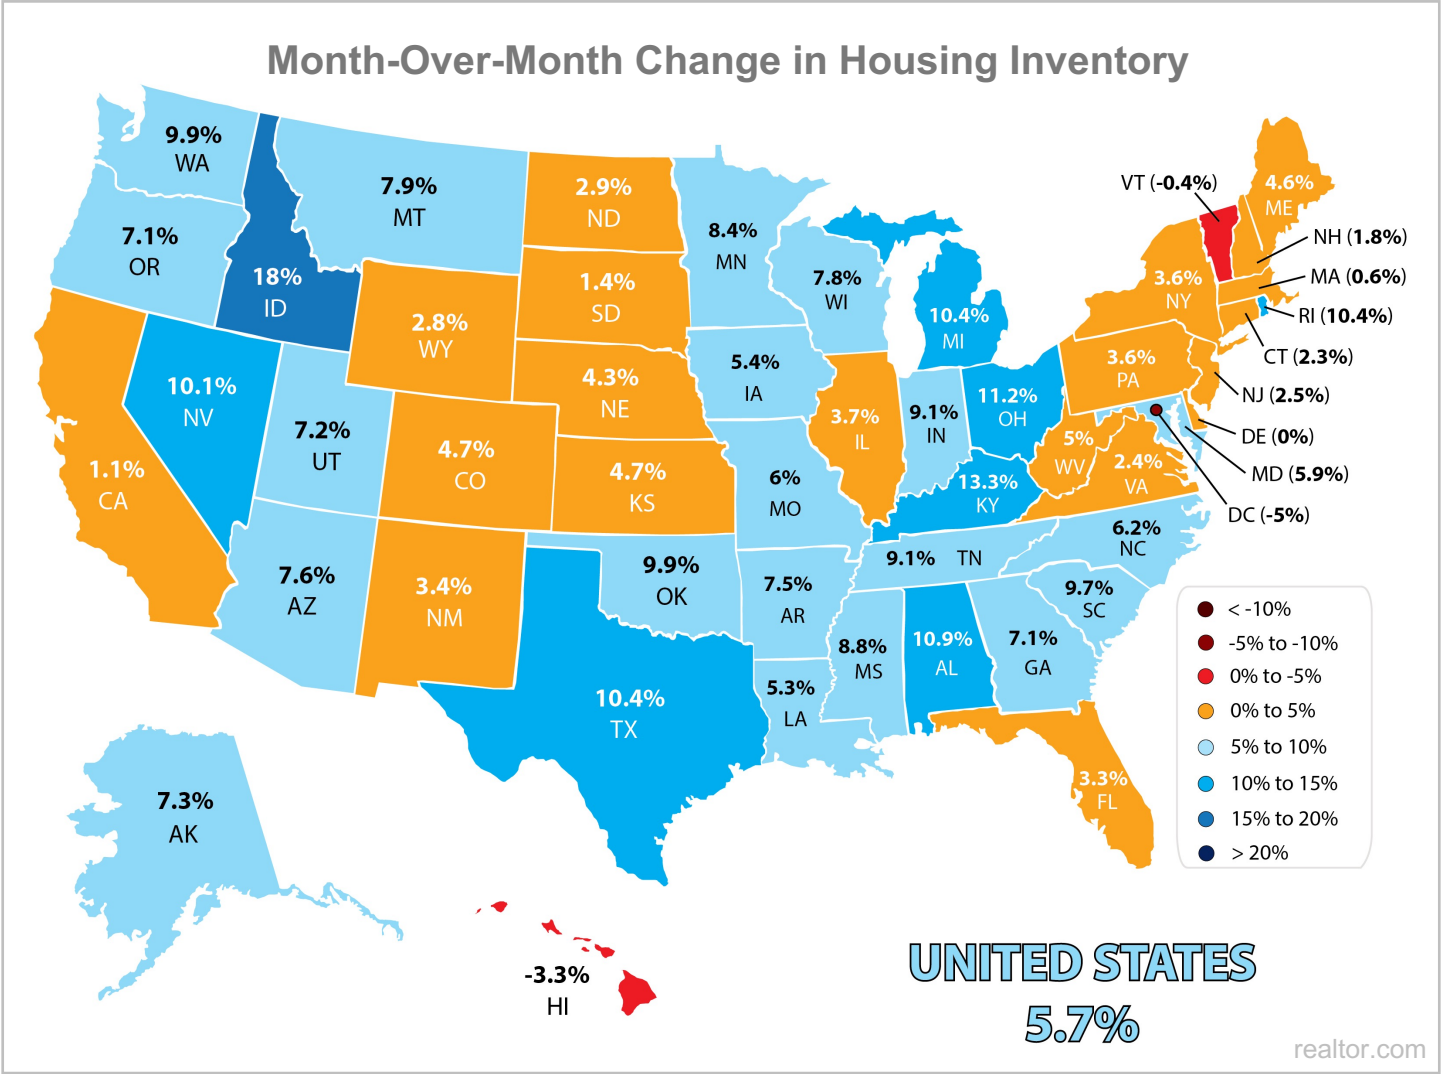 Month-Over-Month Change in Housing Inventory
9.9%
WA
7.1%
OR
18%
ID
7.9%
MT
2.9%
ND
8.4%
MN
1.4%
SD
2.8%
WY
7.8%
WI
10.4%
MI
VT (-0.4%)
4.6%
ME
NH (1.8%)
MA (0.6%)
RI (10.4%)
CT (2.3%)
NJ (2.5%)
DE (0%)
MD (5.9%)
DC (-5%)
3.6%
NY
3.6%
PA
10.1%
NV
7.2%
UT
1.1%
CA
4.7%
CO
4.3%
NE
4.7%
KS
5.4%
IA
6%
MO
3.7%
IL
9.1%
IN
11.2%
OH
5%
WV
2.4%
VA
13.3%
KY
9.1% TN
6.2%
NC
9.7%
SC
7.6%
AZ
3.4%
NM
9.9%
OK
7.5%
AR
8.8%
MS
10.9%
AL
7.1%
GA
5.3%
LA
10.4%
TX
3.3%
FL
7.3%
AK
-3.3%
HI
< -10%
-5% to -10%
0% to -5%
0% to 5%
5% to 10%
10% to 15%
15% to 20%
> 20%
UNITED STATES
5.7%
realtor.com